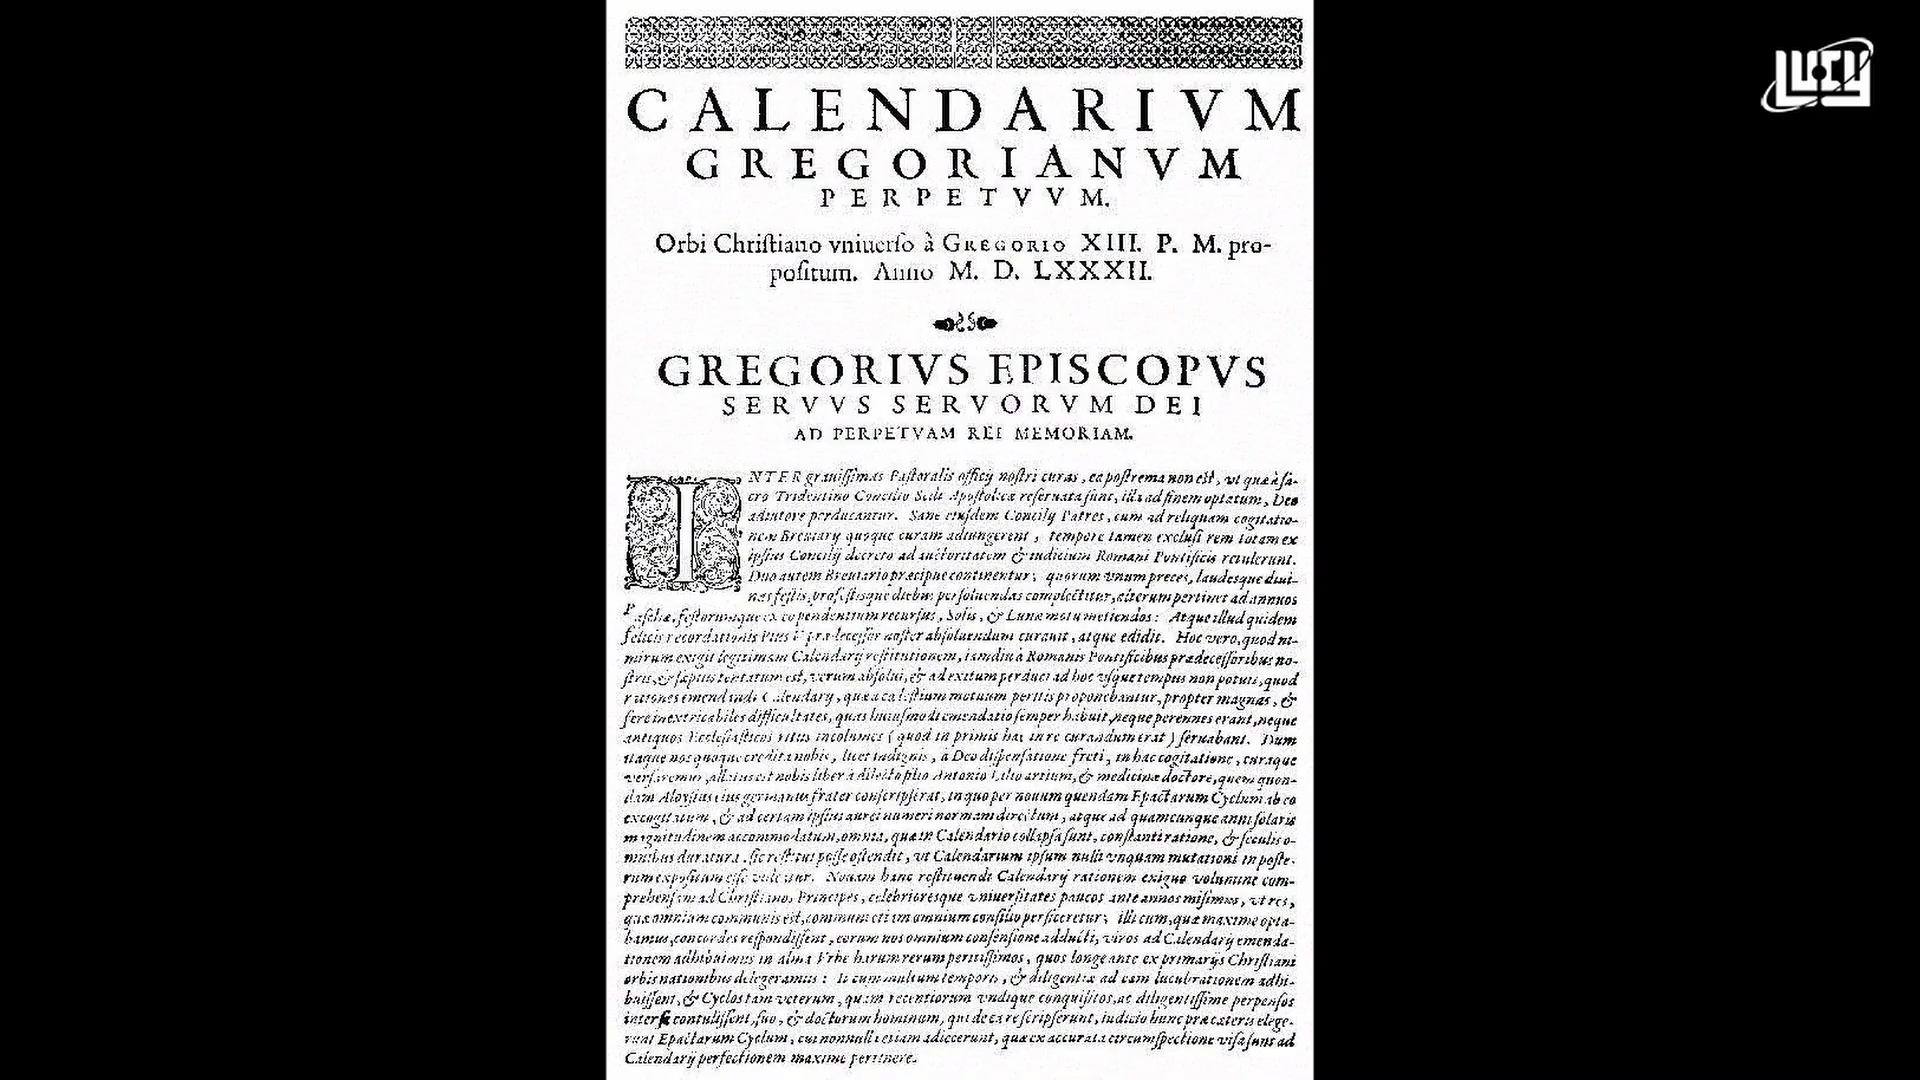 LUCY
CALENDARIVM
GREGORIANVM
PERPETVVM.
Orbi Chriſtiano vniuerſo à GREGORIO XIII. P. M. pro-
poſitum. Anno M. D. LXXXII.
GREGORIVS EPISCOPVS
SERVVS SERVORVM DEI
AD PERPETVAM REI MEMORIAM.
INTER grauiſſimas Paſtoralis officij noſtri curas, ea poſtrema non eſt, vt quæ à ſa-
cro Tridentino Concilio Sedi Apoſtolicæ reſeruata ſunt, illa ad finem optatum, Deo
adiutore perducantur. Sane eiuſdem Concilij Patres, cum ad reliquam cogitatio-
nem Breuiarij quoque curam adiungerent, tempore tamen excluſi rem totam ex
ipſius Concilij decreto ad auctoritatem & iudicium Romani Pontificis retulerunt.
Duo autem Breuiario præcipue continentur, quorum vnum preces, laudesque diui-
nas feſtis, profeſtisque diebus perſoluendas complectitur, alterum pertinet ad annuos
Paſchæ, feſtorumque ex eo pendentium recurſus, Solis, & Lunæ motu metiendos: Atque illud quidem
felicis recordationis Pius V. prædeceſſor noſter abſoluendum curauit, atque edidit. Hoc vero, quod ni-
mirum exigit legitimam Calendarij reſtitutionem, iamdiu à Romanis Pontificibus prædeceſſoribus no-
ſtris, & ſæpius tentatum eſt, verum abſolui, & ad exitum perduci ad hoc vſque tempus non potuit, quod
rationes emendandi Calendarij, quæ à cæleſtium motuum peritis proponebantur, propter magnas, &
fere inextricabiles difficultates, quas huiuſmodi emendatio ſemper habuit, neque perennes erant, neque
antiquos Eccleſiaſticos ritus incolumes (quod in primis hac in re curandum erat) ſeruabant. Dum
itaque nos quoque credita nobis, licet indignis, à Deo diſpenſatione freti, in hac cogitatione, curaque
verſaremur, allatus eſt nobis liber à dilecto filio Antonio Lilio artium, & medicinæ doctore, quem quon-
dam Aloyſius eius germanus frater conſcripſerat, in quo per nouum quendam Epactarum Cyclum ab eo
excogitatum, & ad certam ipſius aurei numeri normam directum, atque ad quamcunque anni ſolaris
magnitudinem accommodatum, omnia, quæ in Calendario collapſa ſunt, conſtanti ratione, & ſeculis o-
mnibus duratura, ſic reſtitui poſſe oſtendit, vt Calendarium ipſum nulli vnquam mutationi in poſte-
rum expoſitum eſſe videatur. Nouam hanc reſtituendi Calendarij rationem exiguo volumine com-
prehenſam ad Chriſtianos Principes, celebrioresque vniuerſitates paucos ante annos miſimus, vt res,
quæ omnium communis eſt, communi etiam omnium conſilio perficeretur; illi cum, quæ maxime opta-
bamus, concordes reſpondiſſent, eorum nos omnium conſenſione adducti, viros ad Calendarij emenda-
tionem adhibuimus in alma Vrbe harum rerum peritiſſimos, quos longe ante ex primarijs Chriſtiani
orbis nationibus delegeramus: Ii cum multum temporis, & diligentiæ ad eam lucubrationem adhi-
buiſſent, & Cyclos tam veterum, quam recentiorum vndique conquiſitos, ac diligentiſſime perpenſos
inter ſe contuliſſent, ſuo, & doctorum hominum, qui de ea re ſcripſerunt, iudicio hunc præ cæteris elege-
runt Epactarum Cyclum, cui nonnulla etiam adiecerunt, quæ ex accurata circumſpectione viſa ſunt ad
Calendarij perfectionem maxime pertinere.